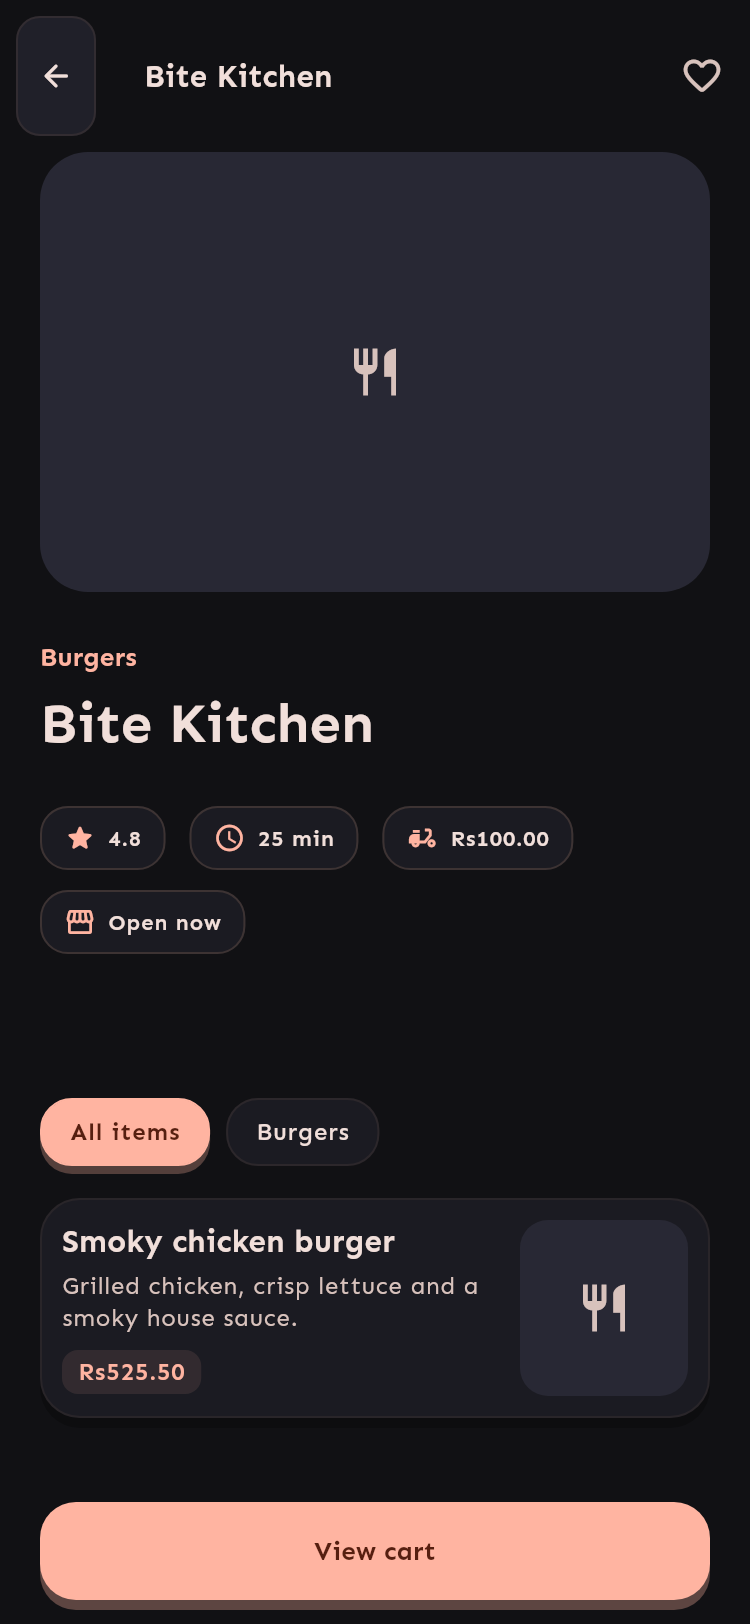 Bite Kitchen
Burgers
Bite Kitchen
4.8
25 min
Rs100.00
Open now
All items
Burgers
Smoky chicken burger
Grilled chicken, crisp lettuce and a
smoky house sauce.
Rs525.50
View cart